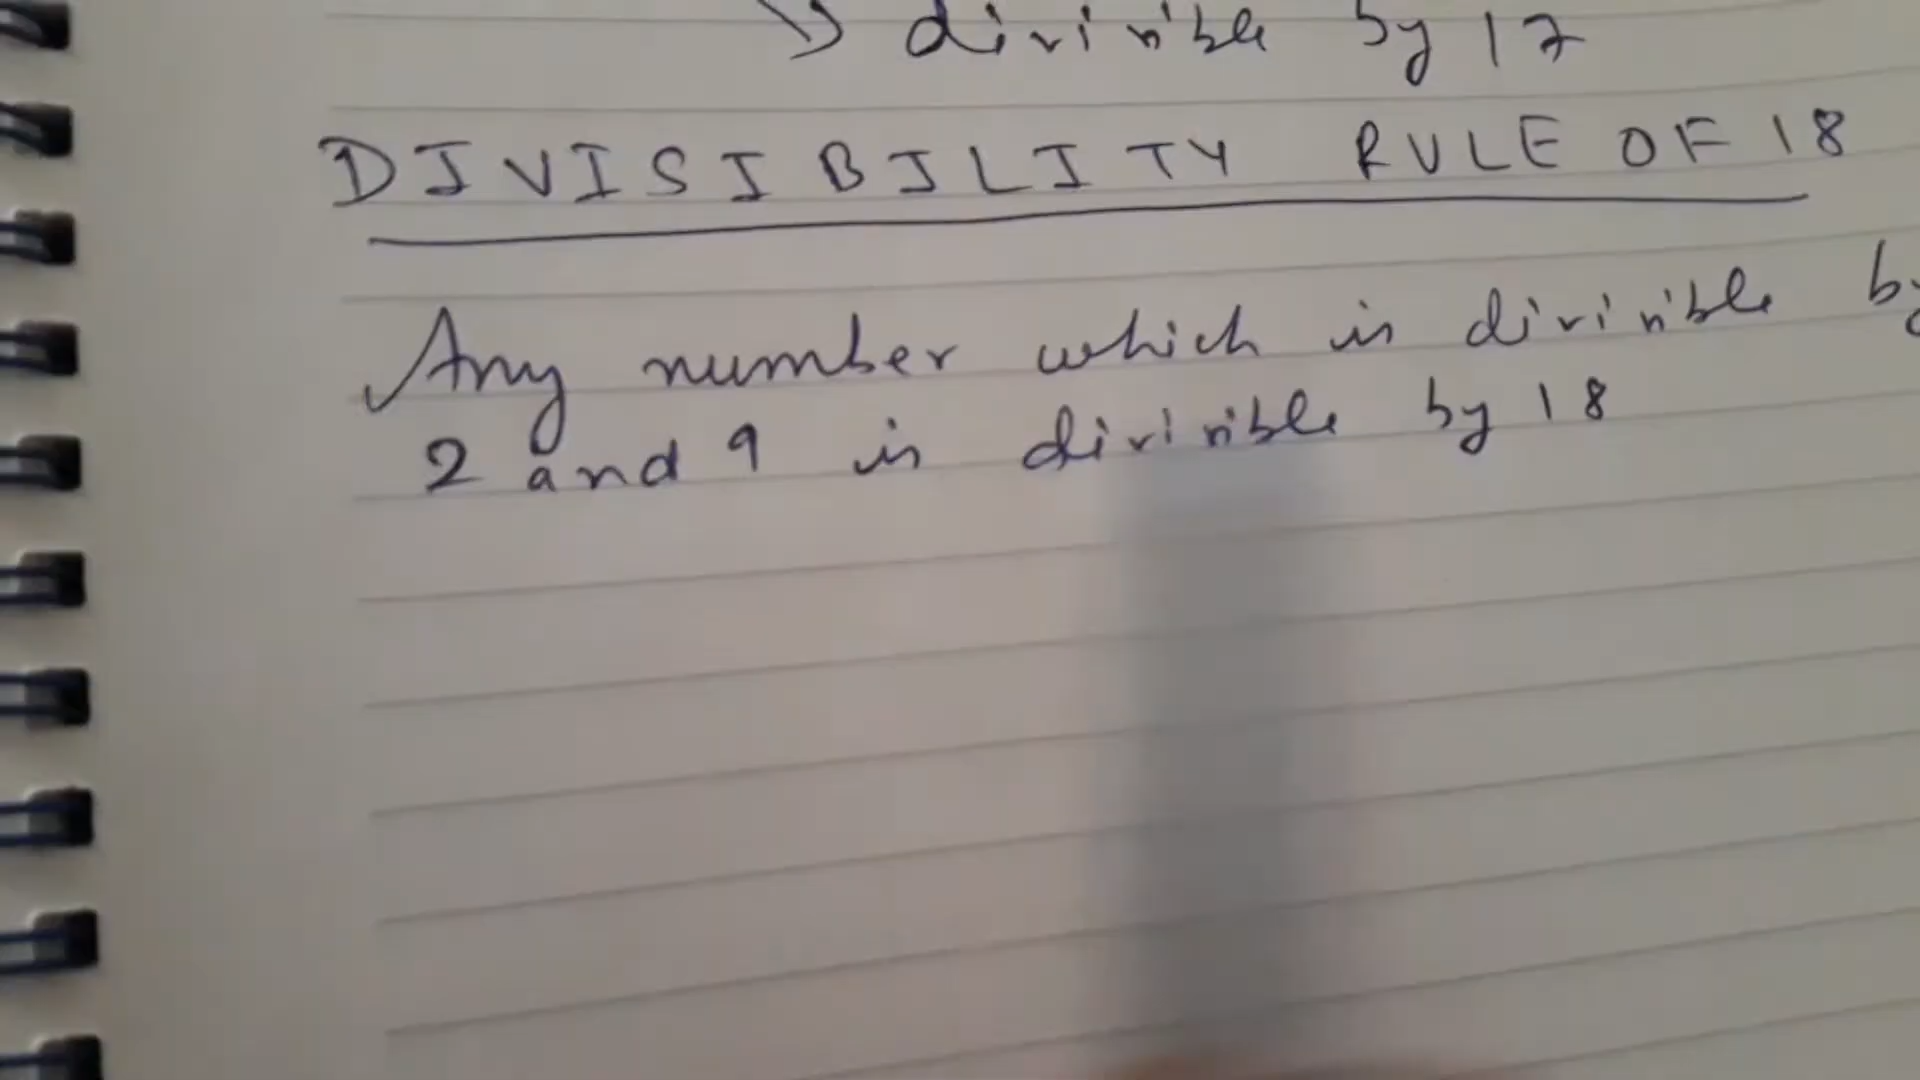 divisible by 17
DIVISIBILITY RULE OF 18
Any number which is divisible by
2 and 9 is divisible by 18